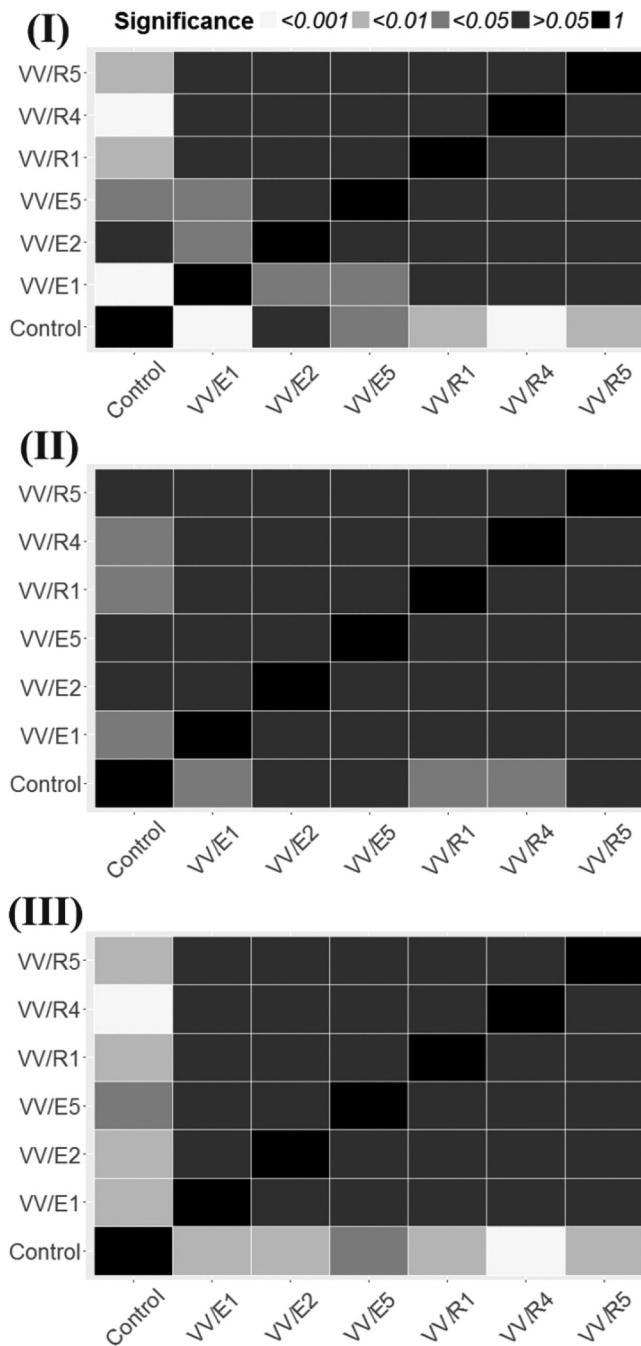 (I)
Significance <0.001 <0.01 <0.05 >0.05 1
VV/R5
VV/R4
VV/R1
VV/E5
VV/E2
VV/E1
Control
Control VV/E1 VV/E2 VV/E5 VV/R1 VV/R4 VV/R5
(II)
VV/R5
VV/R4
VV/R1
VV/E5
VV/E2
VV/E1
Control
Control VV/E1 VV/E2 VV/E5 VV/R1 VV/R4 VV/R5
(III)
VV/R5
VV/R4
VV/R1
VV/E5
VV/E2
VV/E1
Control
Control VV/E1 VV/E2 VV/E5 VV/R1 VV/R4 VV/R5